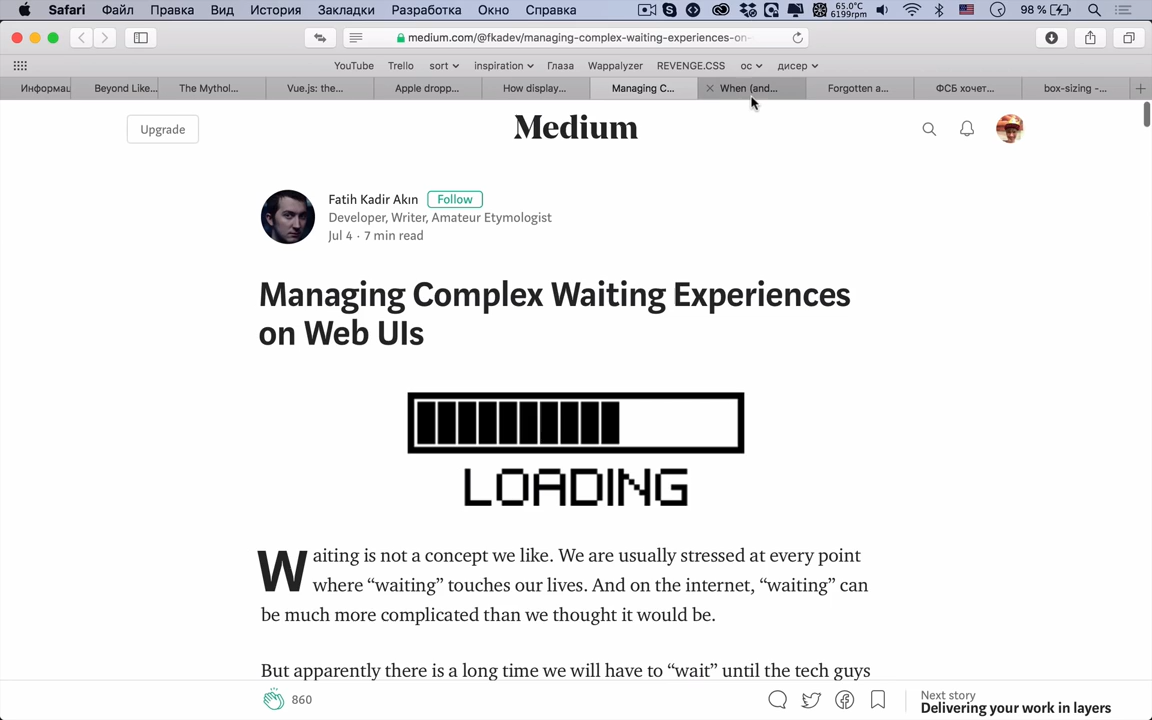 Safari Файл Правка Вид История Закладки Разработка Окно Справка 65.0°C 6199rpm 98 %
medium.com/@fkadev/managing-complex-waiting-experiences-on-
YouTube Trello sort inspiration Глаза Wappalyzer REVENGE.CSS ос дисер
Информац Beyond Like... The Mythol... Vue.js: the... Apple dropp... How display... Managing C... When (and... Forgotten a... ФСБ хочет... box-sizing -...
Upgrade Medium
Fatih Kadir Akın Follow
Developer, Writer, Amateur Etymologist
Jul 4 · 7 min read
Managing Complex Waiting Experiences
on Web UIs
LOADING
Waiting is not a concept we like. We are usually stressed at every point
where “waiting” touches our lives. And on the internet, “waiting” can
be much more complicated than we thought it would be.
But apparently there is a long time we will have to “wait” until the tech guys
860
Next story
Delivering your work in layers